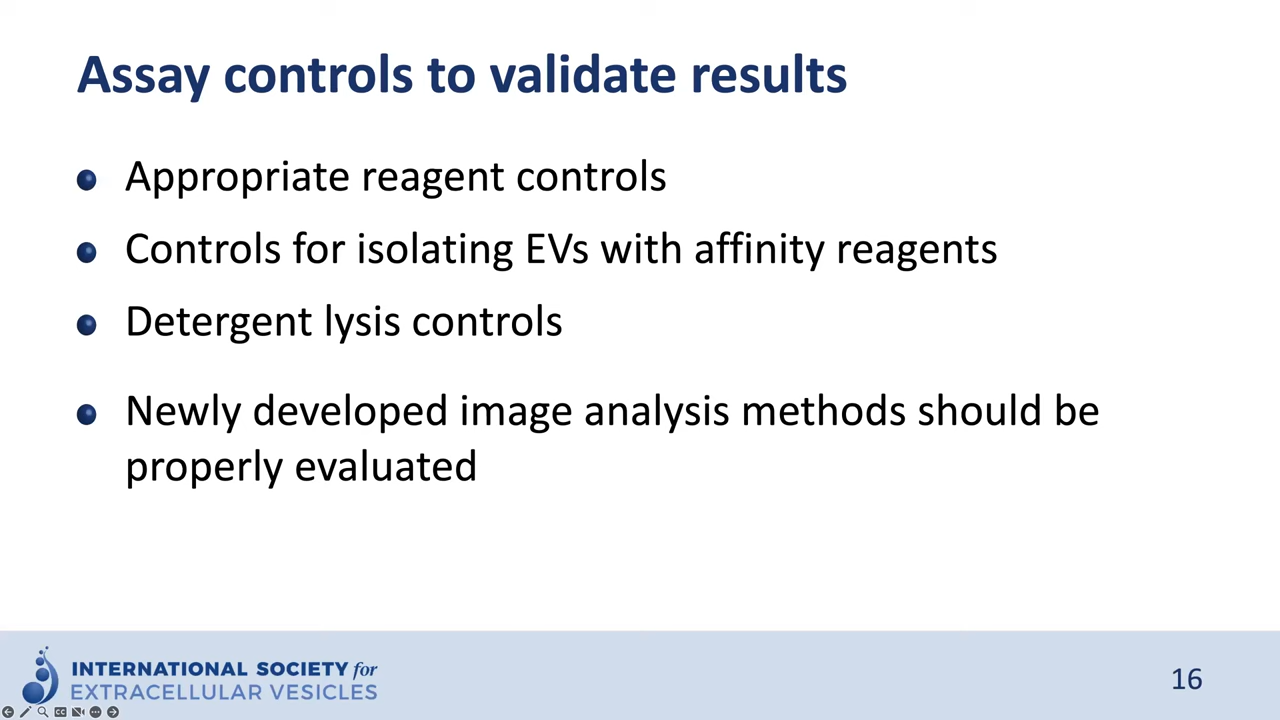 Assay controls to validate results
Appropriate reagent controls
Controls for isolating EVs with affinity reagents
Detergent lysis controls
Newly developed image analysis methods should be
properly evaluated
INTERNATIONAL SOCIETY for
EXTRACELLULAR VESICLES
16
CC